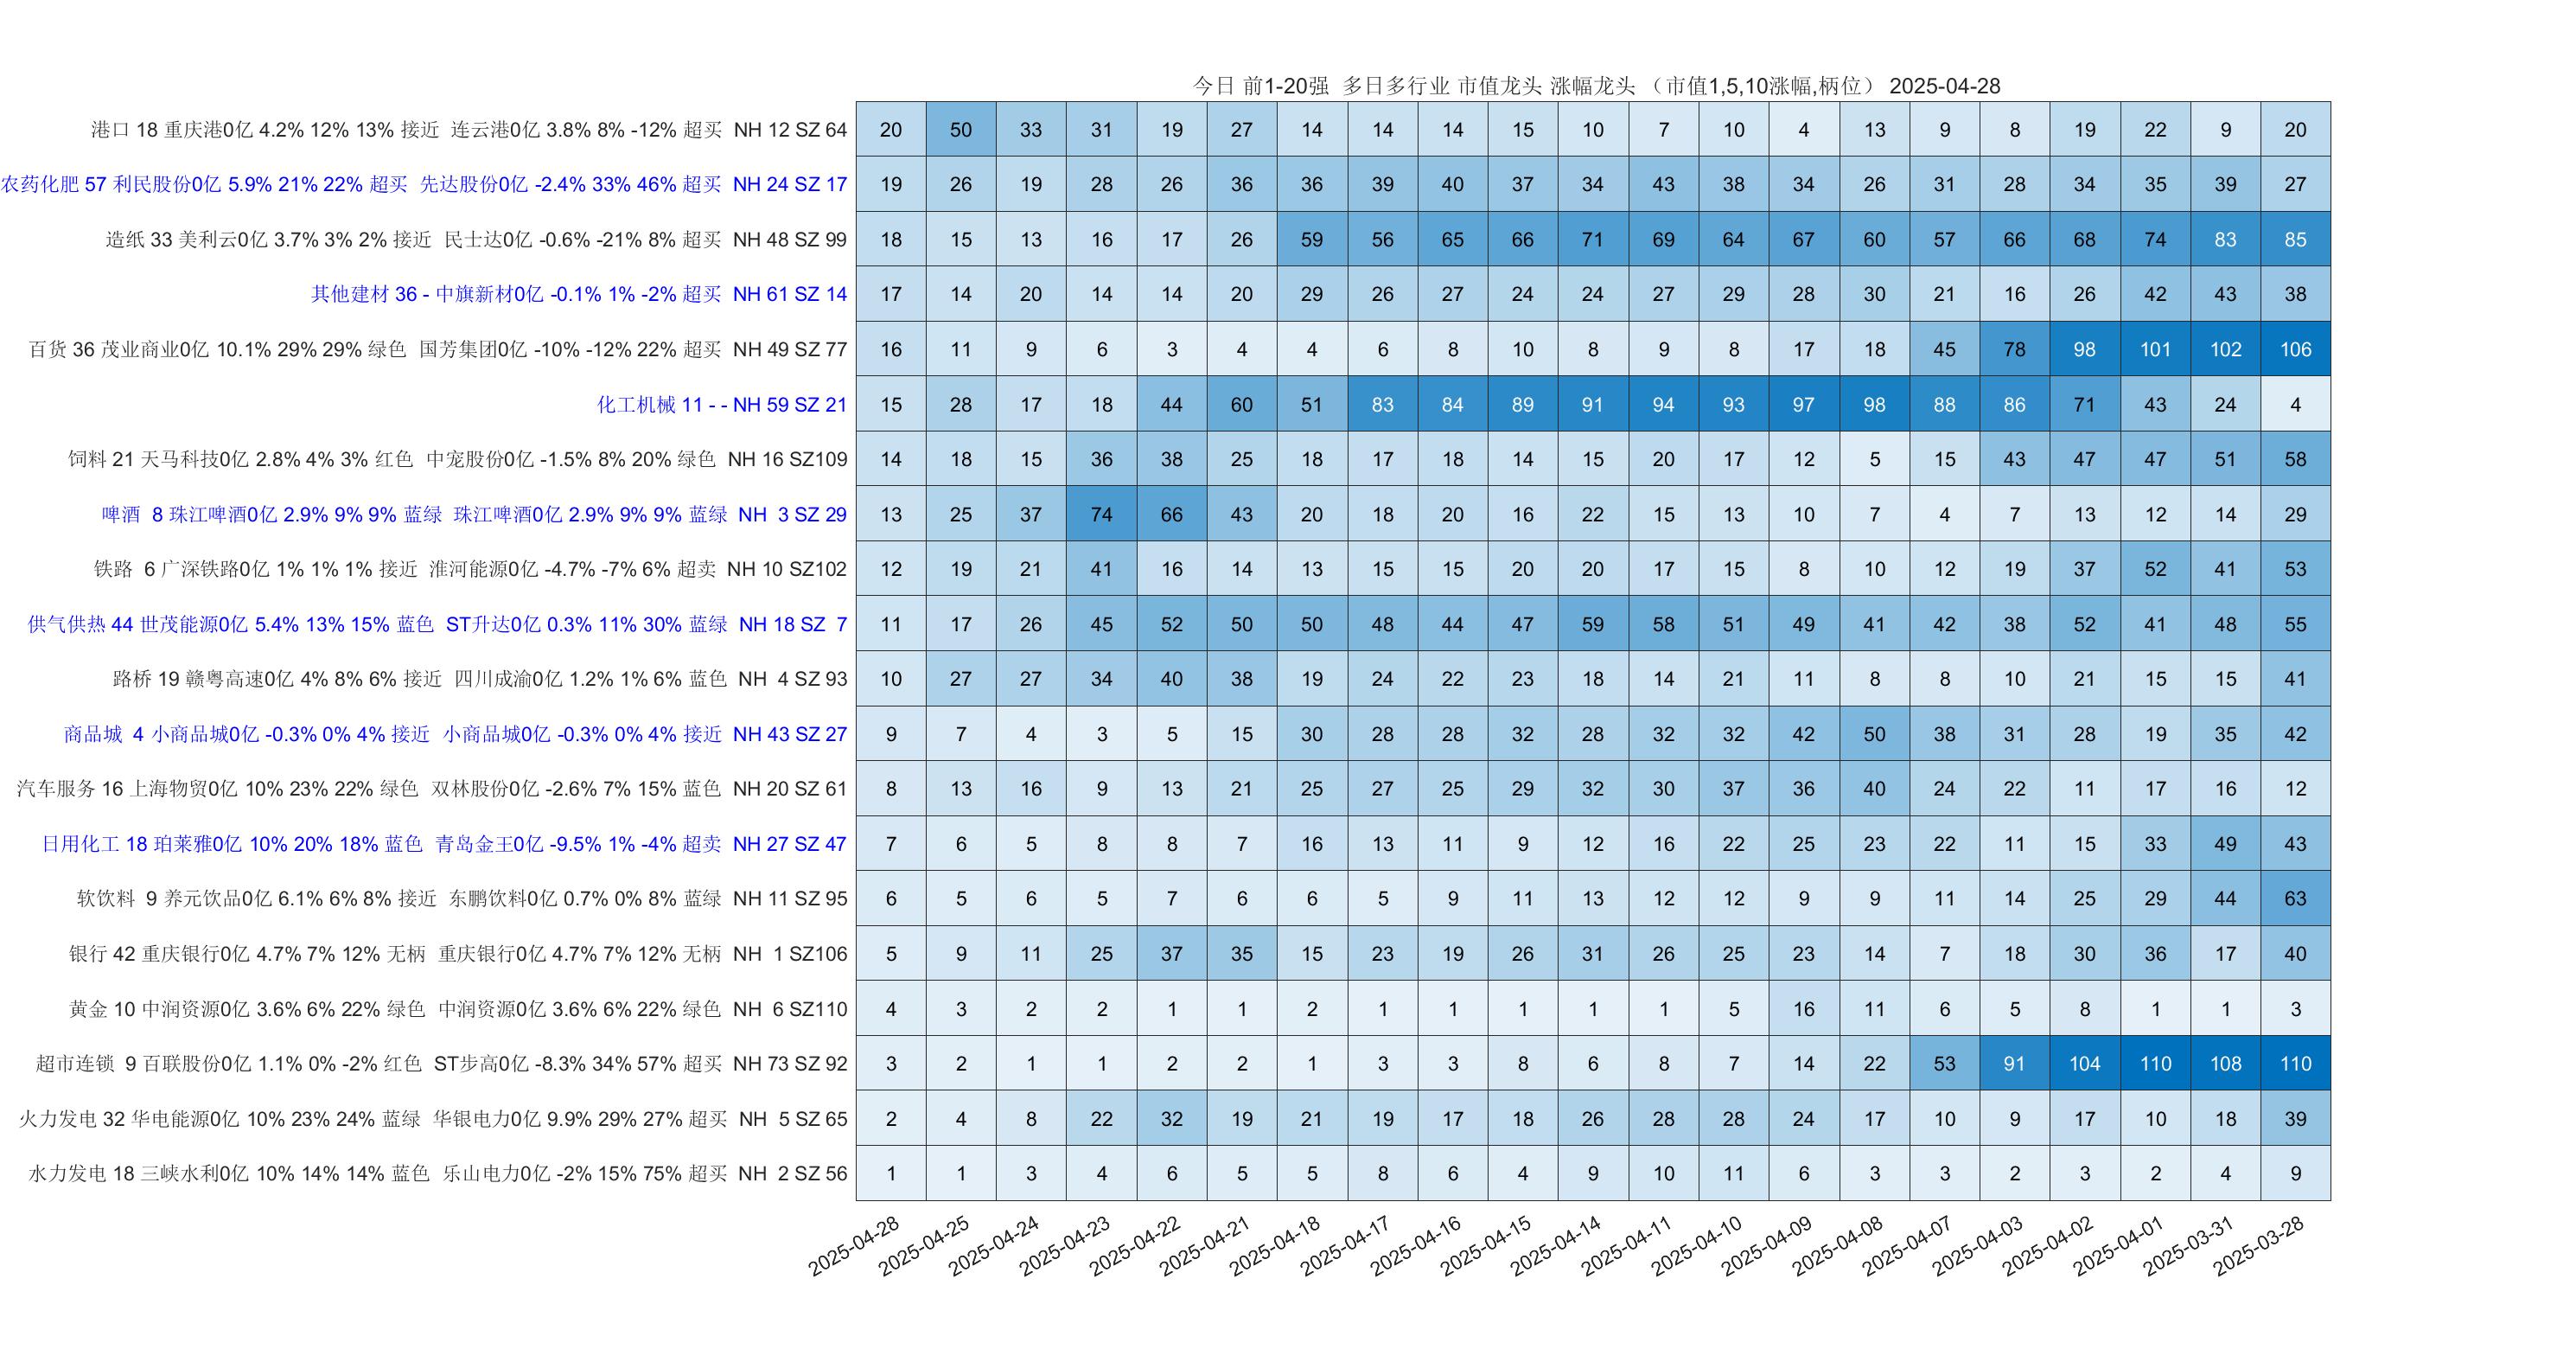 今日 前1-20强 多日多行业 市值龙头 涨幅龙头 （市值1,5,10涨幅,柄位） 2025-04-28
港口 18 重庆港0亿 4.2% 12% 13% 接近 连云港0亿 3.8% 8% -12% 超买 NH 12 SZ 64 20 50 33 31 19 27 14 14 14 15 10 7 10 4 13 9 8 19 22 9 20
农药化肥 57 利民股份0亿 5.9% 21% 22% 超买 先达股份0亿 -2.4% 33% 46% 超买 NH 24 SZ 17 19 26 19 28 26 36 36 39 40 37 34 43 38 34 26 31 28 34 35 39 27
造纸 33 美利云0亿 3.7% 3% 2% 接近 民士达0亿 -0.6% -21% 8% 超买 NH 48 SZ 99 18 15 13 16 17 26 59 56 65 66 71 69 64 67 60 57 66 68 74 83 85
其他建材 36 - 中旗新材0亿 -0.1% 1% -2% 超买 NH 61 SZ 14 17 14 20 14 14 20 29 26 27 24 24 27 29 28 30 21 16 26 42 43 38
百货 36 茂业商业0亿 10.1% 29% 29% 绿色 国芳集团0亿 -10% -12% 22% 超买 NH 49 SZ 77 16 11 9 6 3 4 4 6 8 10 8 9 8 17 18 45 78 98 101 102 106
化工机械 11 - - NH 59 SZ 21 15 28 17 18 44 60 51 83 84 89 91 94 93 97 98 88 86 71 43 24 4
饲料 21 天马科技0亿 2.8% 4% 3% 红色 中宠股份0亿 -1.5% 8% 20% 绿色 NH 16 SZ109 14 18 15 36 38 25 18 17 18 14 15 20 17 12 5 15 43 47 47 51 58
啤酒 8 珠江啤酒0亿 2.9% 9% 9% 蓝绿 珠江啤酒0亿 2.9% 9% 9% 蓝绿 NH 3 SZ 29 13 25 37 74 66 43 20 18 20 16 22 15 13 10 7 4 7 13 12 14 29
铁路 6 广深铁路0亿 1% 1% 1% 接近 淮河能源0亿 -4.7% -7% 6% 超卖 NH 10 SZ102 12 19 21 41 16 14 13 15 15 20 20 17 15 8 10 12 19 37 52 41 53
供气供热 44 世茂能源0亿 5.4% 13% 15% 蓝色 ST升达0亿 0.3% 11% 30% 蓝绿 NH 18 SZ 7 11 17 26 45 52 50 50 48 44 47 59 58 51 49 41 42 38 52 41 48 55
路桥 19 赣粤高速0亿 4% 8% 6% 接近 四川成渝0亿 1.2% 1% 6% 蓝色 NH 4 SZ 93 10 27 27 34 40 38 19 24 22 23 18 14 21 11 8 8 10 21 15 15 41
商品城 4 小商品城0亿 -0.3% 0% 4% 接近 小商品城0亿 -0.3% 0% 4% 接近 NH 43 SZ 27 9 7 4 3 5 15 30 28 28 32 28 32 32 42 50 38 31 28 19 35 42
汽车服务 16 上海物贸0亿 10% 23% 22% 绿色 双林股份0亿 -2.6% 7% 15% 蓝色 NH 20 SZ 61 8 13 16 9 13 21 25 27 25 29 32 30 37 36 40 24 22 11 17 16 12
日用化工 18 珀莱雅0亿 10% 20% 18% 蓝色 青岛金王0亿 -9.5% 1% -4% 超卖 NH 27 SZ 47 7 6 5 8 8 7 16 13 11 9 12 16 22 25 23 22 11 15 33 49 43
软饮料 9 养元饮品0亿 6.1% 6% 8% 接近 东鹏饮料0亿 0.7% 0% 8% 蓝绿 NH 11 SZ 95 6 5 6 5 7 6 6 5 9 11 13 12 12 9 9 11 14 25 29 44 63
银行 42 重庆银行0亿 4.7% 7% 12% 无柄 重庆银行0亿 4.7% 7% 12% 无柄 NH 1 SZ106 5 9 11 25 37 35 15 23 19 26 31 26 25 23 14 7 18 30 36 17 40
黄金 10 中润资源0亿 3.6% 6% 22% 绿色 中润资源0亿 3.6% 6% 22% 绿色 NH 6 SZ110 4 3 2 2 1 1 2 1 1 1 1 1 5 16 11 6 5 8 1 1 3
超市连锁 9 百联股份0亿 1.1% 0% -2% 红色 ST步高0亿 -8.3% 34% 57% 超买 NH 73 SZ 92 3 2 1 1 2 2 1 3 3 8 6 8 7 14 22 53 91 104 110 108 110
火力发电 32 华电能源0亿 10% 23% 24% 蓝绿 华银电力0亿 9.9% 29% 27% 超买 NH 5 SZ 65 2 4 8 22 32 19 21 19 17 18 26 28 28 24 17 10 9 17 10 18 39
水力发电 18 三峡水利0亿 10% 14% 14% 蓝色 乐山电力0亿 -2% 15% 75% 超买 NH 2 SZ 56 1 1 3 4 6 5 5 8 6 4 9 10 11 6 3 3 2 3 2 4 9
2025-04-28 2025-04-25 2025-04-24 2025-04-23 2025-04-22 2025-04-21 2025-04-18 2025-04-17 2025-04-16 2025-04-15 2025-04-14 2025-04-11 2025-04-10 2025-04-09 2025-04-08 2025-04-07 2025-04-03 2025-04-02 2025-04-01 2025-03-31 2025-03-28